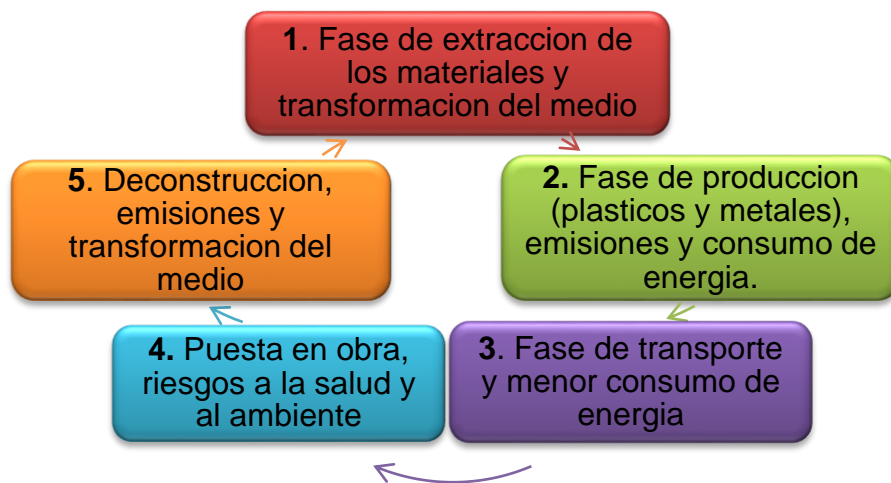 1. Fase de extraccion de
los materiales y
transformacion del medio
2. Fase de produccion
(plasticos y metales),
emisiones y consumo de
energia.
3. Fase de transporte
y menor consumo de
energia
4. Puesta en obra,
riesgos a la salud y
al ambiente
5. Deconstruccion,
emisiones y
transformacion del
medio